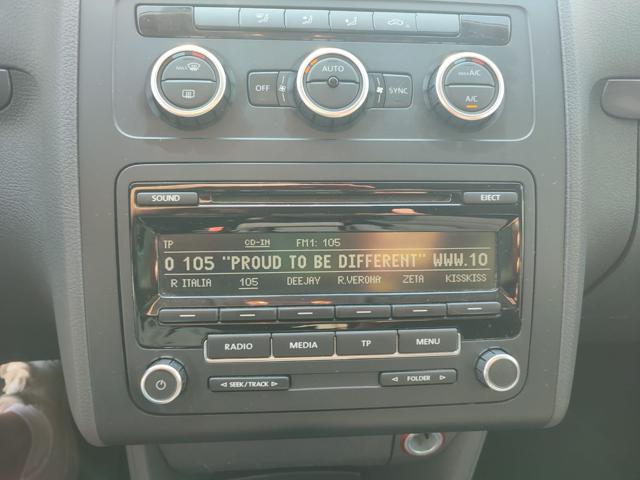 MAX
AUTO
MAX A/C
OFF
SYNC
A/C
SOUND
EJECT
TP CD-IN FM1: 105
O 105 "PROUD TO BE DIFFERENT" WWW.10
R ITALIA 105 DEEJAY R.VERONA ZETA KISSKISS
RADIO MEDIA TP MENU
SEEK/TRACK FOLDER